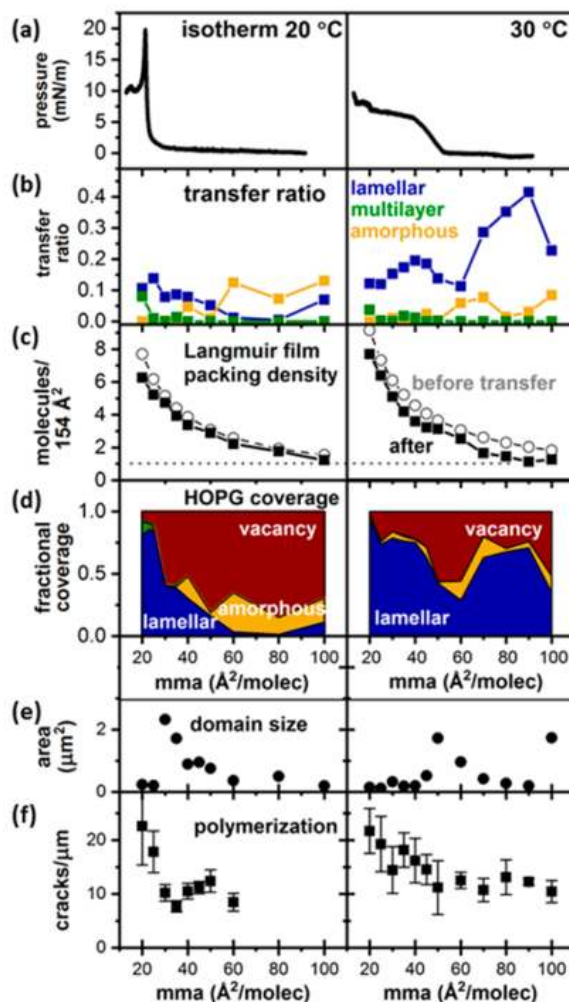 (a)
isotherm 20 °C
30 °C
pressure
(mN/m)
20
15
10
5
0
(b)
transfer ratio
lamellar
multilayer
amorphous
transfer
ratio
0.4
0.3
0.2
0.1
0.0
(c)
Langmuir film
packing density
before transfer
after
molecules/
154 Å²
8
6
4
2
0
(d)
HOPG coverage
vacancy
amorphous
lamellar
vacancy
lamellar
fractional
coverage
1.0
0.5
0.0
20 40 60 80 100
20 40 60 80 100
mma (Å²/molec)
mma (Å²/molec)
(e)
domain size
area
(μm²)
2
0
(f)
polymerization
cracks/μm
20
10
0
20 40 60 80 100
20 40 60 80 100
mma (Å²/molec)
mma (Å²/molec)